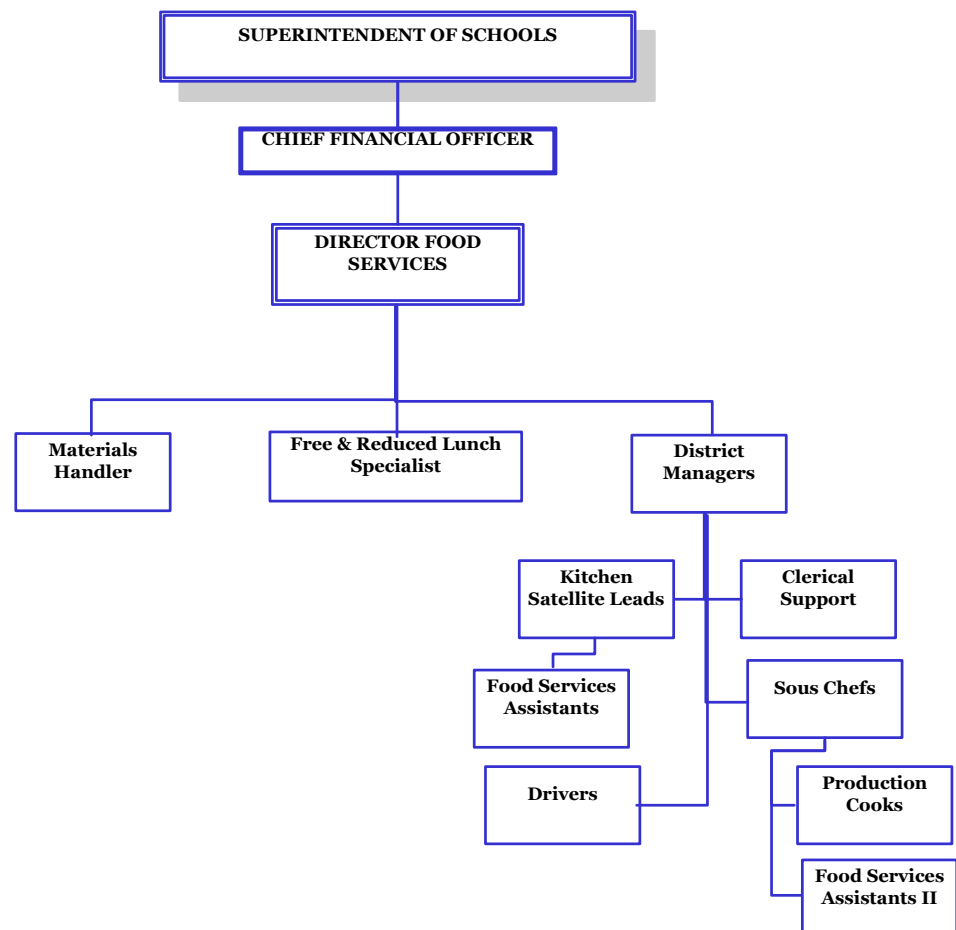 SUPERINTENDENT OF SCHOOLS
CHIEF FINANCIAL OFFICER
DIRECTOR FOOD
SERVICES
Materials
Handler
Free & Reduced Lunch
Specialist
District
Managers
Kitchen
Satellite Leads
Clerical
Support
Food Services
Assistants
Sous Chefs
Drivers
Production
Cooks
Food Services
Assistants II